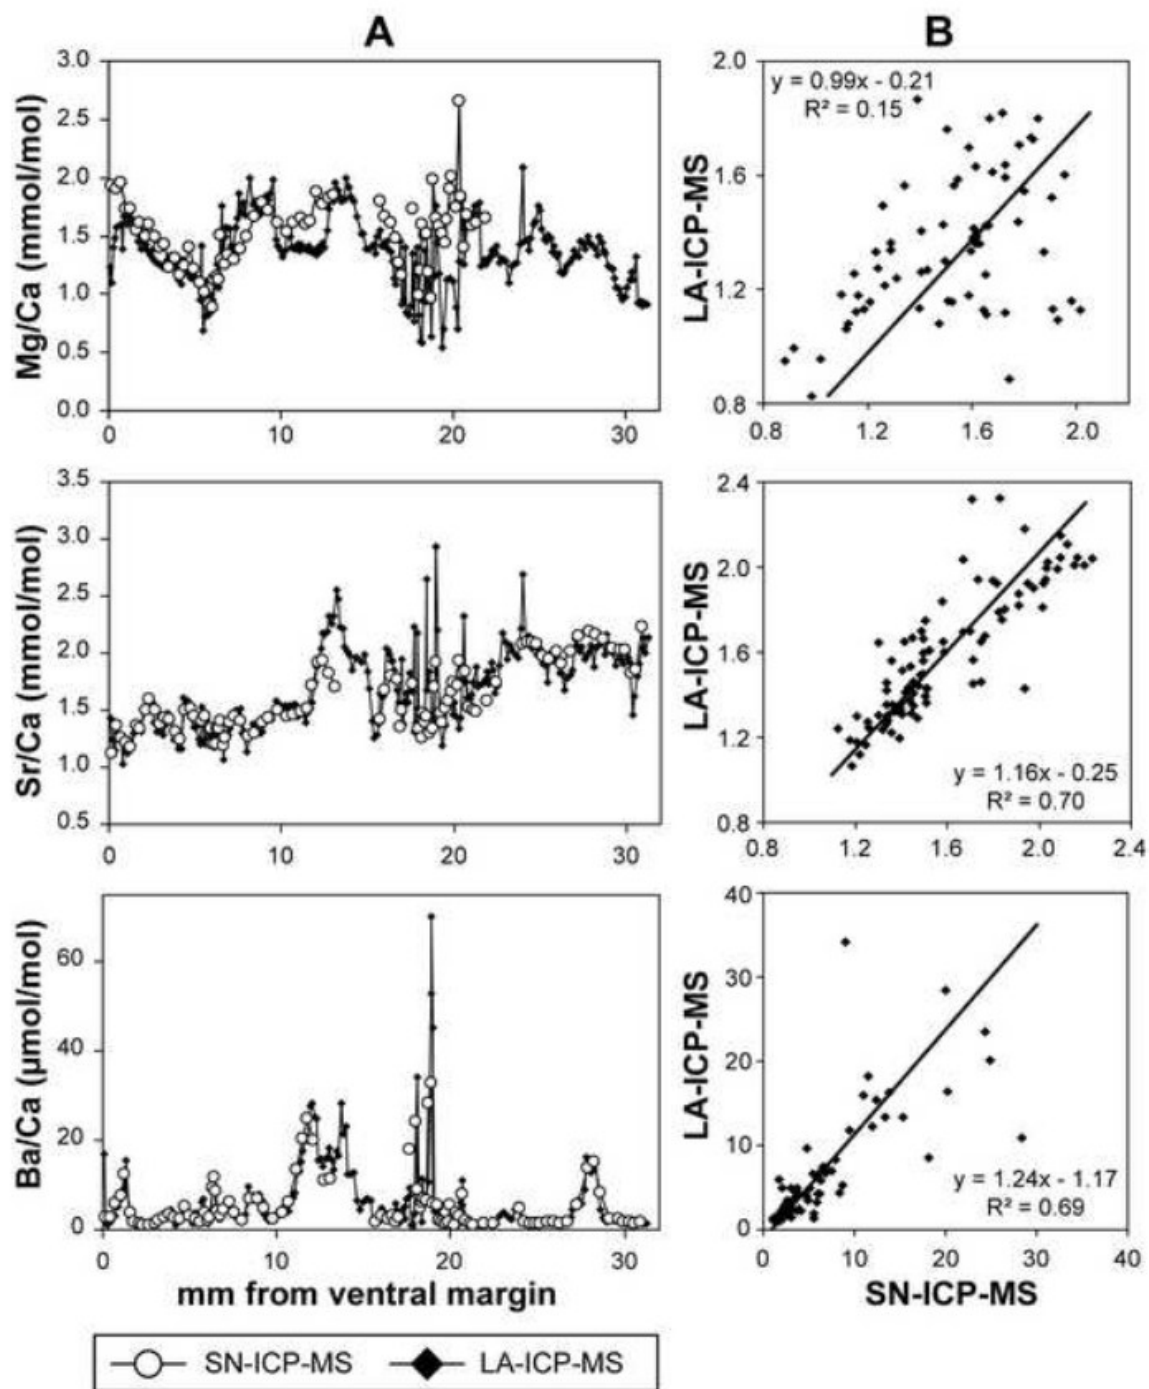 A
B
Mg/Ca (mmol/mol)
3.0
2.5
2.0
1.5
1.0
0.5
0.0
0 10 20 30
LA-ICP-MS
2.0
1.6
1.2
0.8
y = 0.99x - 0.21
R² = 0.15
0.8 1.2 1.6 2.0
Sr/Ca (mmol/mol)
3.5
3.0
2.5
2.0
1.5
1.0
0.5
0 10 20 30
LA-ICP-MS
2.4
2.0
1.6
1.2
0.8
y = 1.16x - 0.25
R² = 0.70
0.8 1.2 1.6 2.0 2.4
Ba/Ca (μmol/mol)
60
40
20
0
0 10 20 30
mm from ventral margin
LA-ICP-MS
40
30
20
10
0
y = 1.24x - 1.17
R² = 0.69
0 10 20 30 40
SN-ICP-MS
SN-ICP-MS LA-ICP-MS